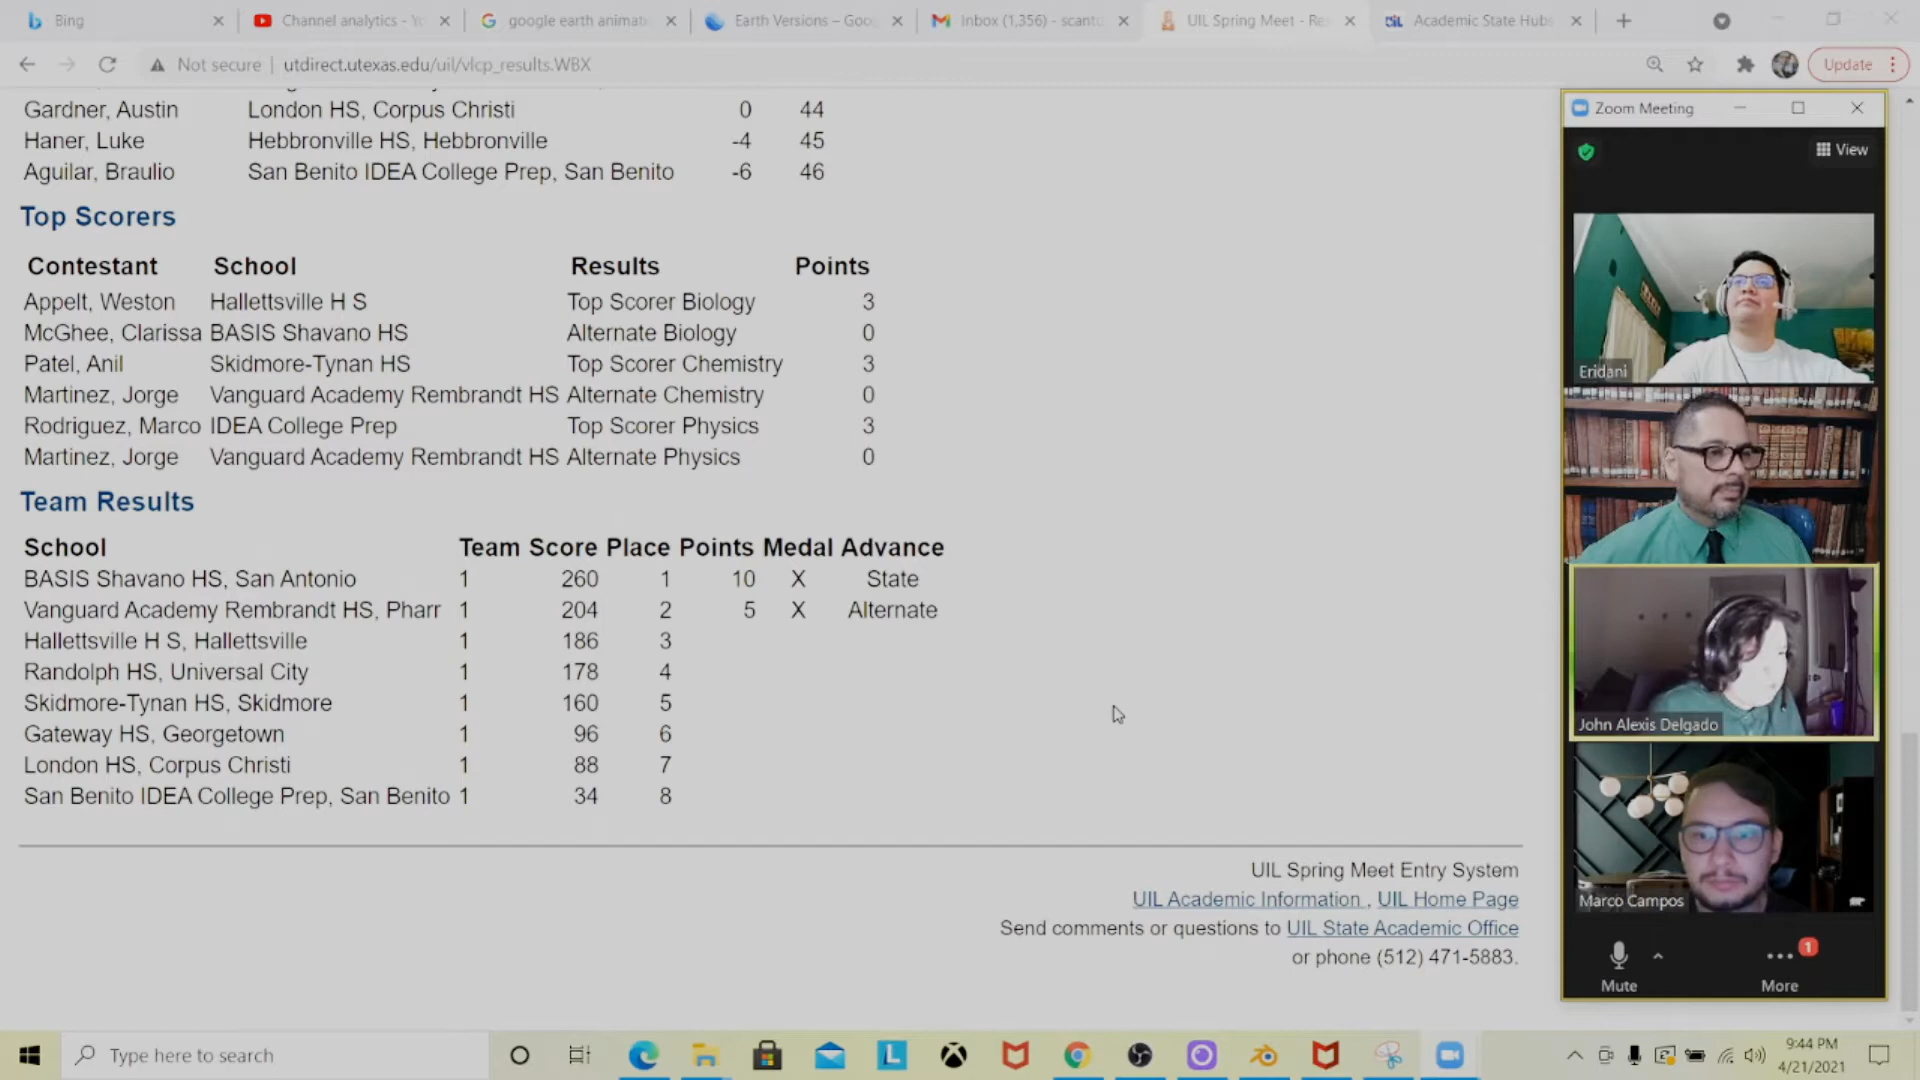 Bing
Channel analytics - Yo
google earth animati
Earth Versions – Goo
Inbox (1,356) - scanto
UIL Spring Meet - Re
Academic State Hubs
Not secure | utdirect.utexas.edu/uil/vlcp_results.WBX
Update
Gardner, Austin London HS, Corpus Christi 0 44
Haner, Luke Hebbronville HS, Hebbronville -4 45
Aguilar, Braulio San Benito IDEA College Prep, San Benito -6 46
Top Scorers
Contestant School Results Points
Appelt, Weston Hallettsville H S Top Scorer Biology 3
McGhee, Clarissa BASIS Shavano HS Alternate Biology 0
Patel, Anil Skidmore-Tynan HS Top Scorer Chemistry 3
Martinez, Jorge Vanguard Academy Rembrandt HS Alternate Chemistry 0
Rodriguez, Marco IDEA College Prep Top Scorer Physics 3
Martinez, Jorge Vanguard Academy Rembrandt HS Alternate Physics 0
Team Results
School Team Score Place Points Medal Advance
BASIS Shavano HS, San Antonio 1 260 1 10 X State
Vanguard Academy Rembrandt HS, Pharr 1 204 2 5 X Alternate
Hallettsville H S, Hallettsville 1 186 3
Randolph HS, Universal City 1 178 4
Skidmore-Tynan HS, Skidmore 1 160 5
Gateway HS, Georgetown 1 96 6
London HS, Corpus Christi 1 88 7
San Benito IDEA College Prep, San Benito 1 34 8
UIL Spring Meet Entry System
UIL Academic Information , UIL Home Page
Send comments or questions to UIL State Academic Office
or phone (512) 471-5883.
Zoom Meeting
View
Eridani
John Alexis Delgado
Marco Campos
1
Mute
More
Type here to search
L
9:44 PM
4/21/2021